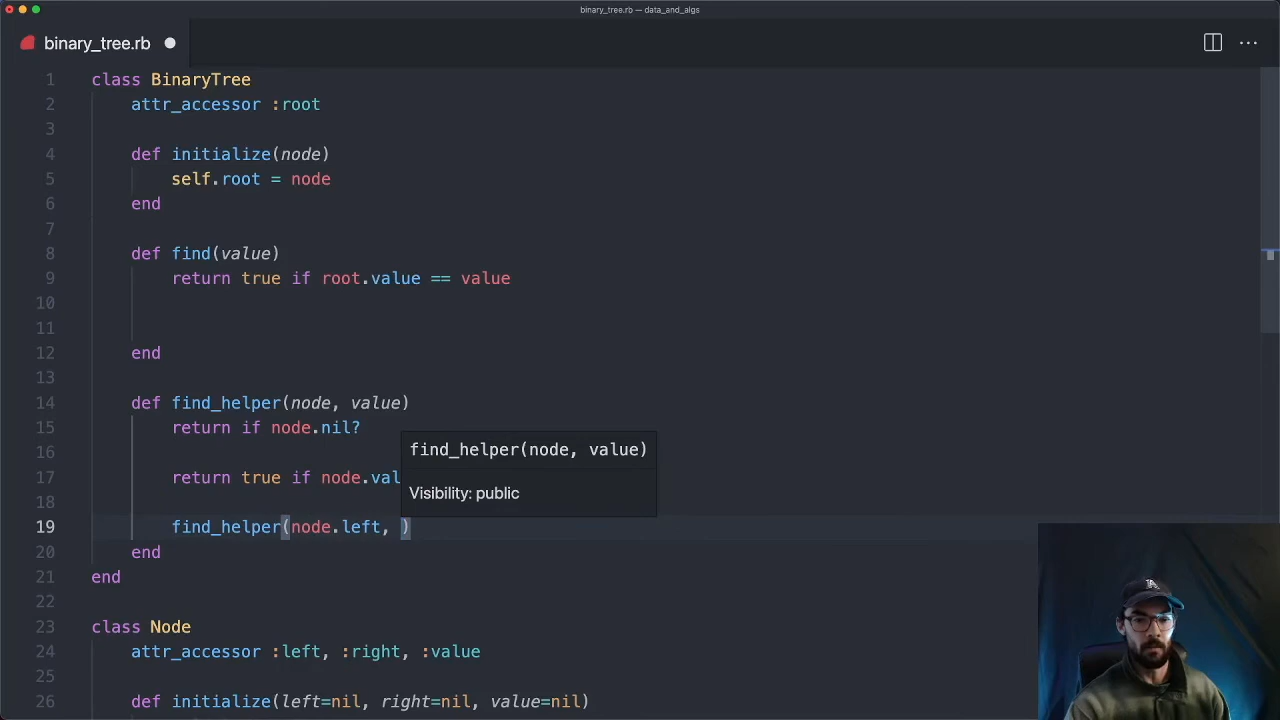 binary_tree.rb — data_and_algs
binary_tree.rb
1 class BinaryTree
2 attr_accessor :root
3
4 def initialize(node)
5 self.root = node
6 end
7
8 def find(value)
9 return true if root.value == value
10
11
12 end
13
14 def find_helper(node, value)
15 return if node.nil?
16
17 return true if node.val
18
19 find_helper(node.left, )
20 end
21 end
22
23 class Node
24 attr_accessor :left, :right, :value
25
26 def initialize(left=nil, right=nil, value=nil)
find_helper(node, value)
Visibility: public